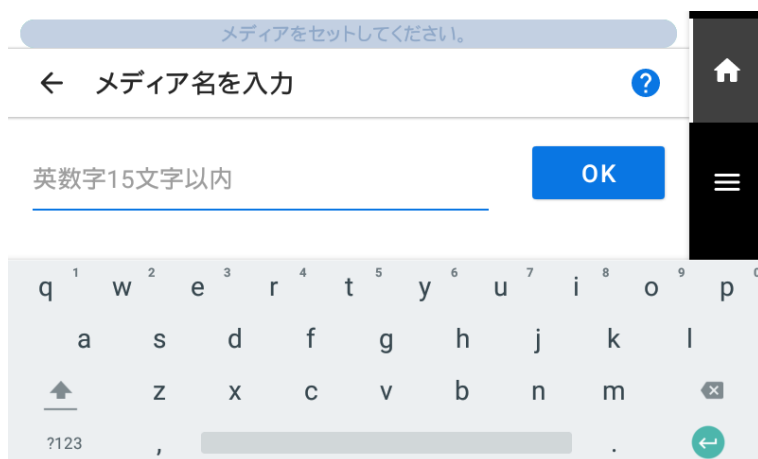 メディアをセットしてください。
← メディア名を入力 ?
英数字15文字以内 OK
q 1 w 2 e 3 r 4 t 5 y 6 u 7 i 8 o 9 p 0
a s d f g h j k l
z x c v b n m
?123 , .